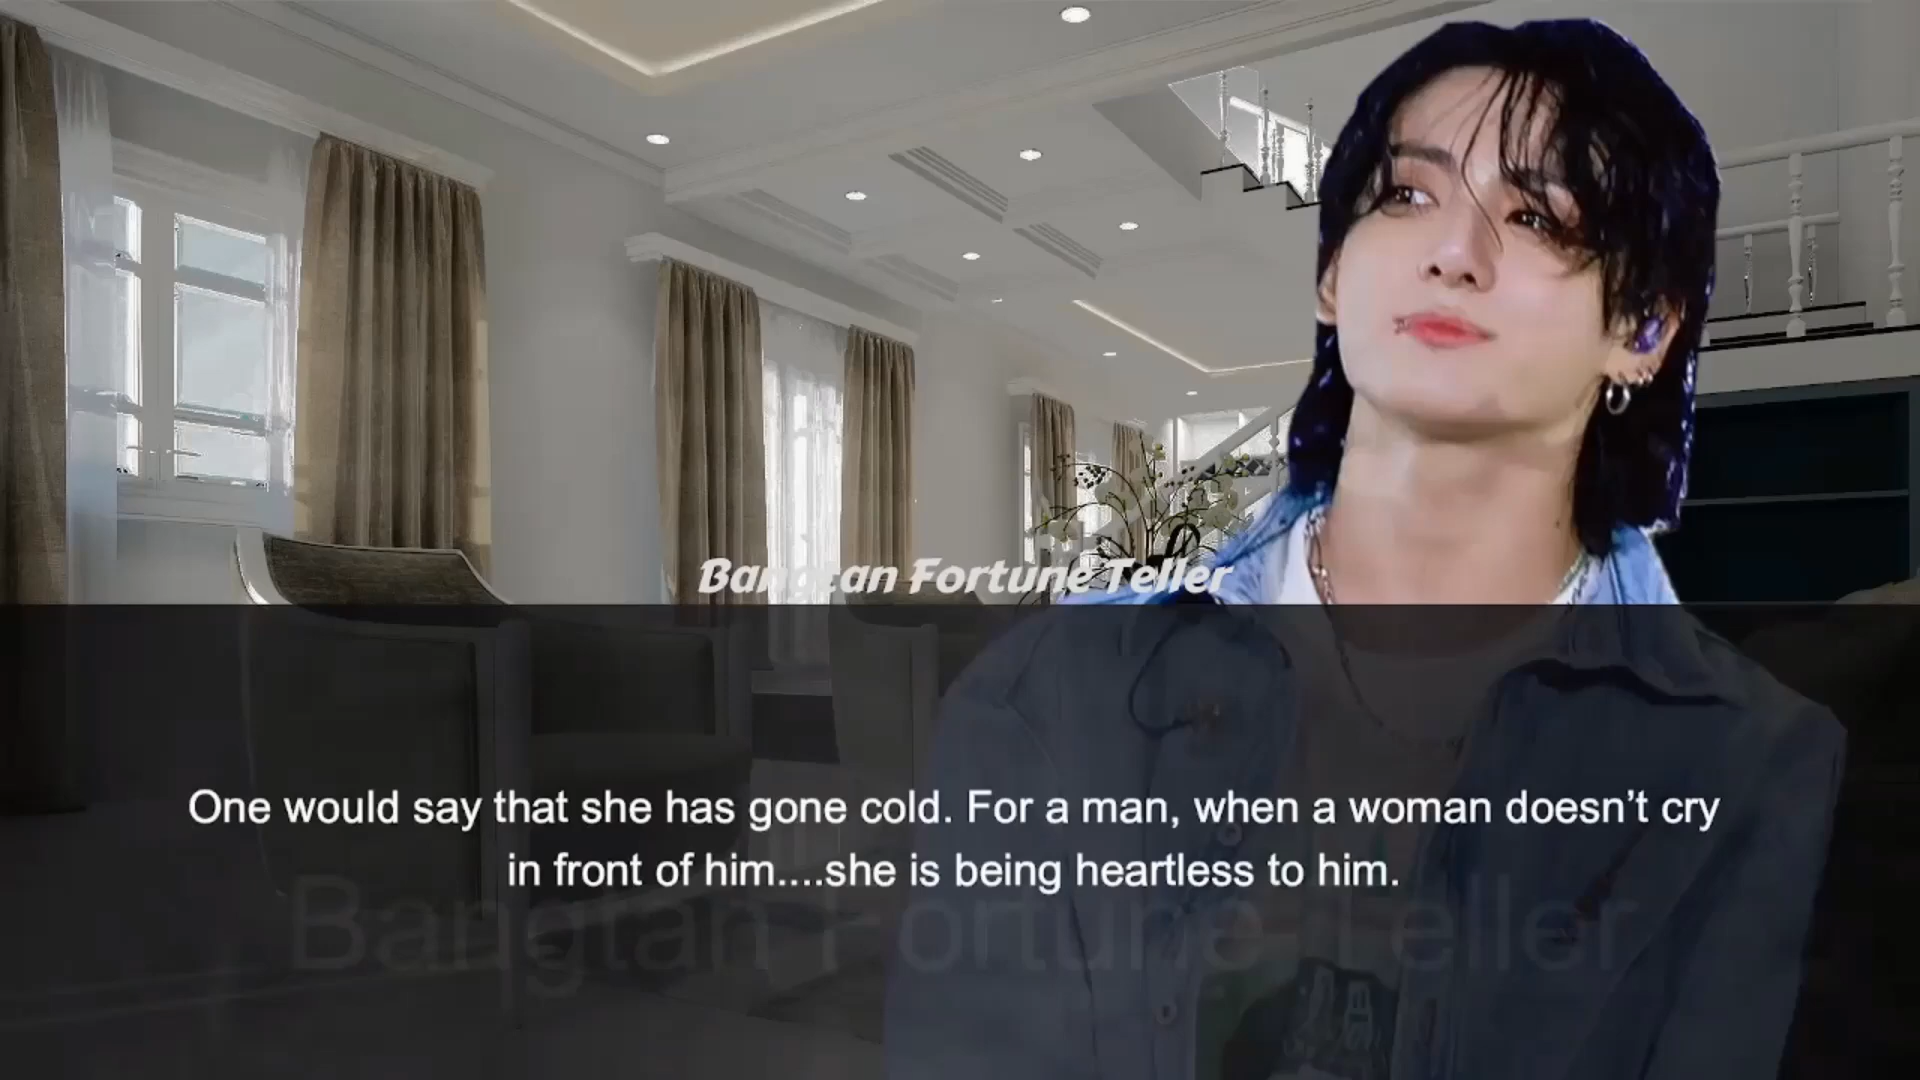 Bangtan Fortune Teller
One would say that she has gone cold. For a man, when a woman doesn’t cry
in front of him....she is being heartless to him.
Bangtan Fortune Teller